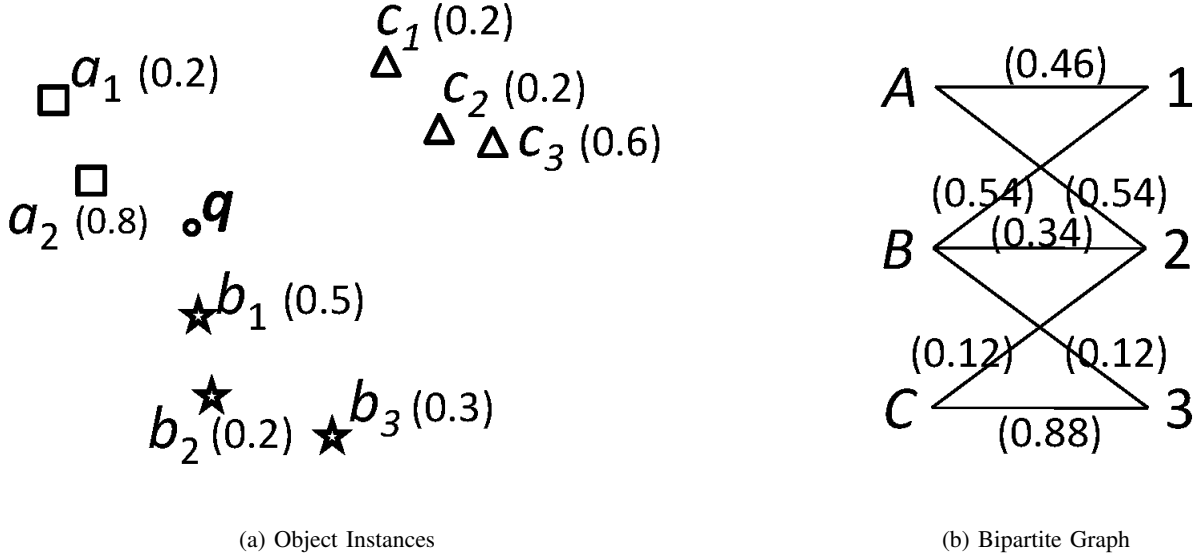 c1 (0.2)
a1 (0.2)
c2 (0.2)
c3 (0.6)
a2 (0.8)
q
b1 (0.5)
b2 (0.2)
b3 (0.3)
(a) Object Instances
(0.46)
A 1
(0.54) (0.54)
(0.34)
B 2
(0.12) (0.12)
C 3
(0.88)
(b) Bipartite Graph